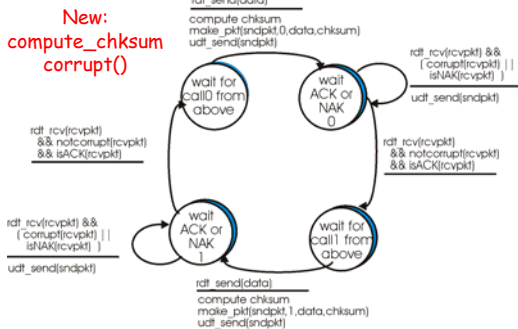 New:
compute_chksum
corrupt()
rdt_send(data)
compute chksum
make_pkt(sndpkt,0,data,chksum)
udt_send(sndpkt)
wait for
call0 from
above
wait
ACK or
NAK
0
rdt_rcv(rcvpkt) &&
( corrupt(rcvpkt) ||
isNAK(rcvpkt) )
udt_send(sndpkt)
rdt_rcv(rcvpkt)
&& notcorrupt(rcvpkt)
&& isACK(rcvpkt)
rdt_rcv(rcvpkt)
&& notcorrupt(rcvpkt)
&& isACK(rcvpkt)
rdt_rcv(rcvpkt) &&
( corrupt(rcvpkt) ||
isNAK(rcvpkt) )
udt_send(sndpkt)
wait
ACK or
NAK
1
wait for
call1 from
above
rdt_send(data)
compute chksum
make_pkt(sndpkt,1,data,chksum)
udt_send(sndpkt)